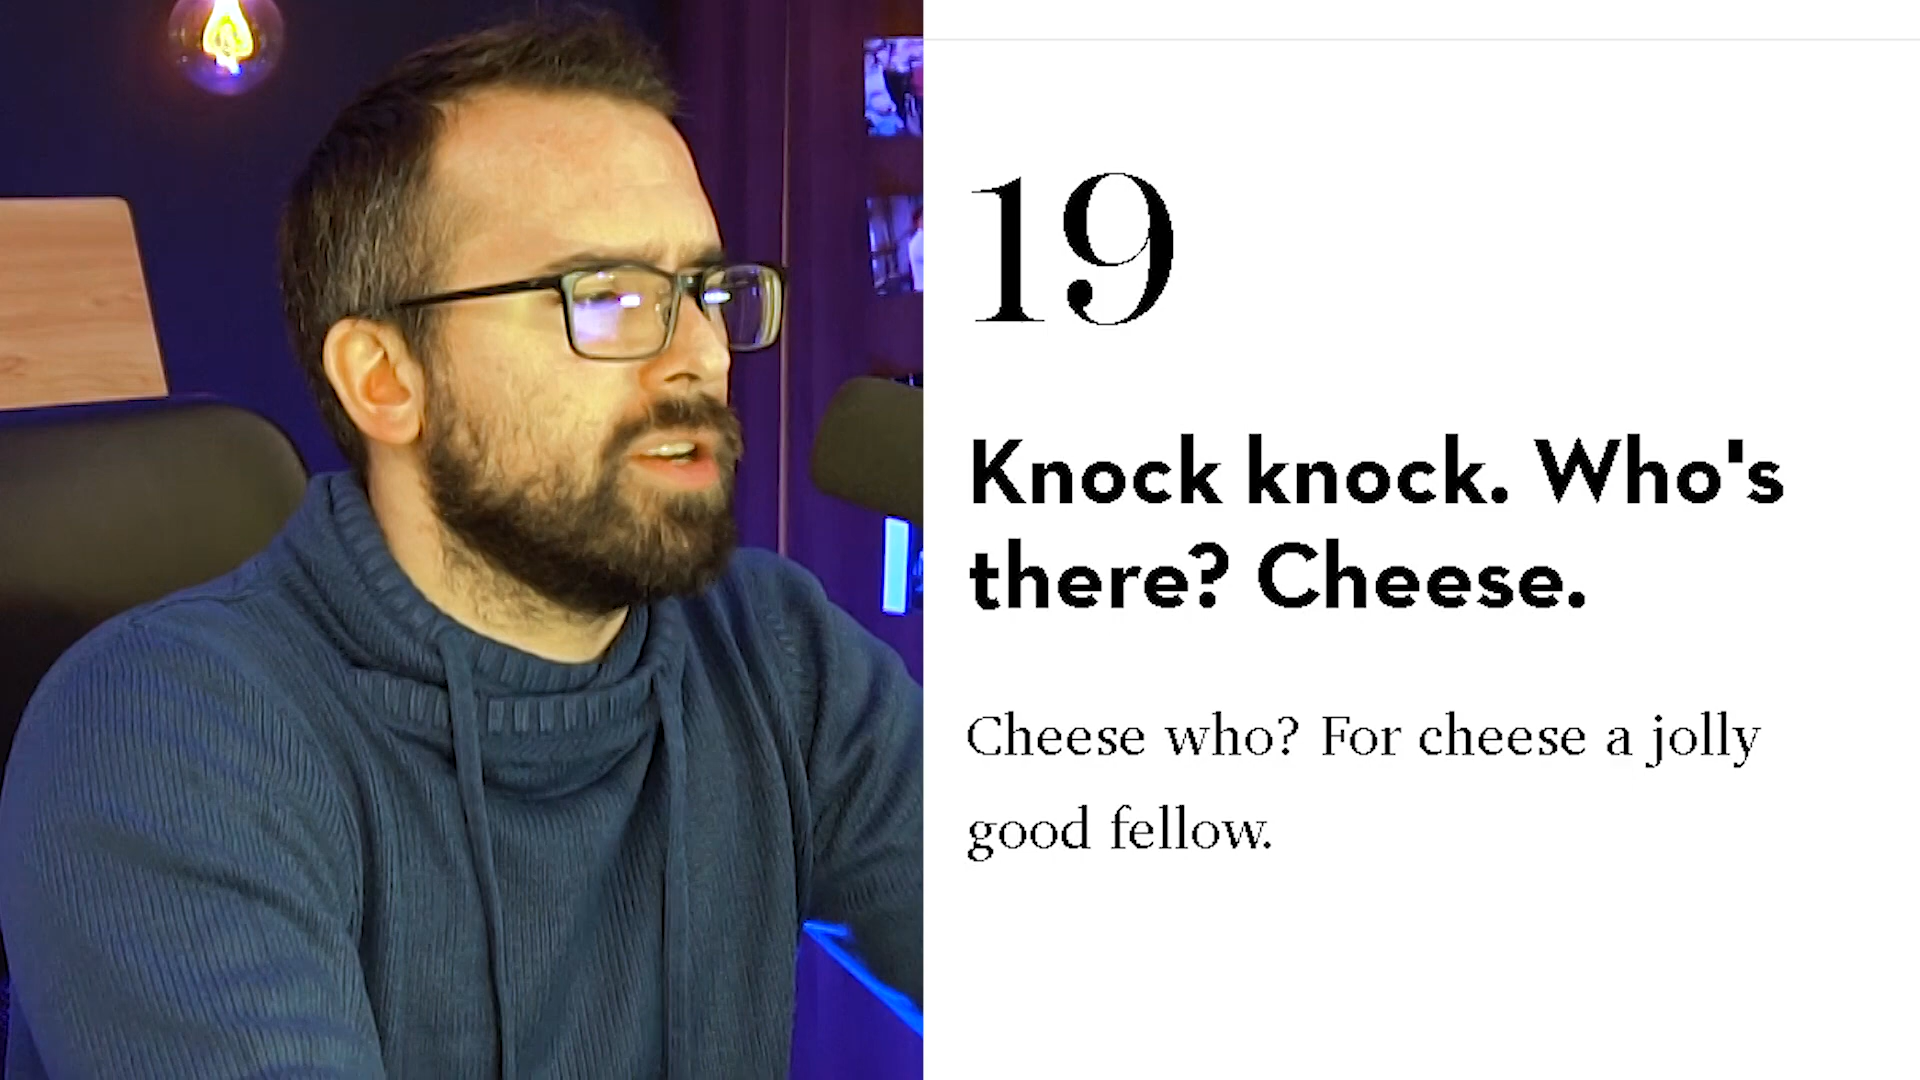 19
Knock knock. Who's
there? Cheese.
Cheese who? For cheese a jolly
good fellow.